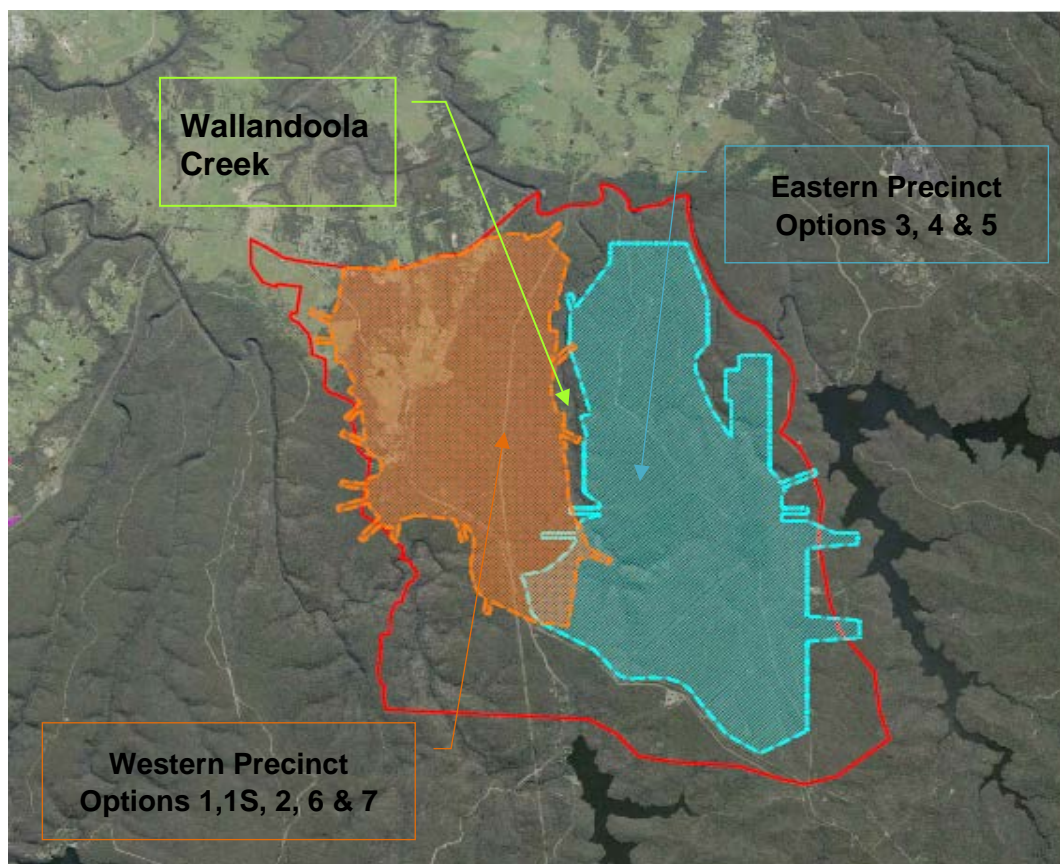 Wallandoola
Creek
Eastern Precinct
Options 3, 4 & 5
Western Precinct
Options 1,1S, 2, 6 & 7